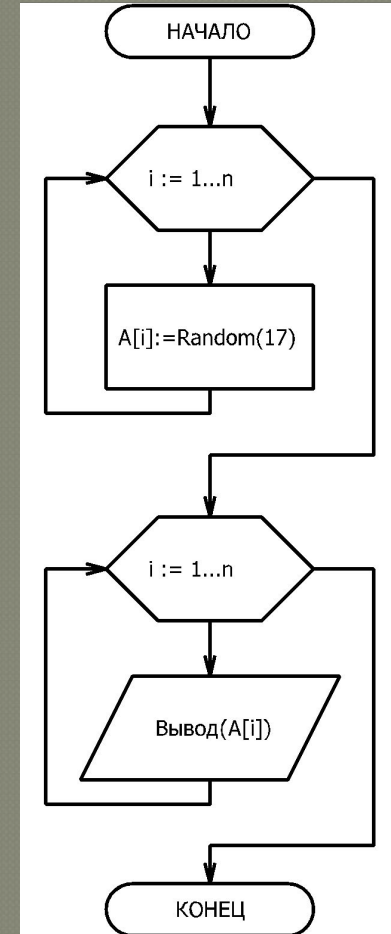 НАЧАЛО
i := 1...n
A[i]:=Random(17)
i := 1...n
Вывод(A[i])
КОНЕЦ